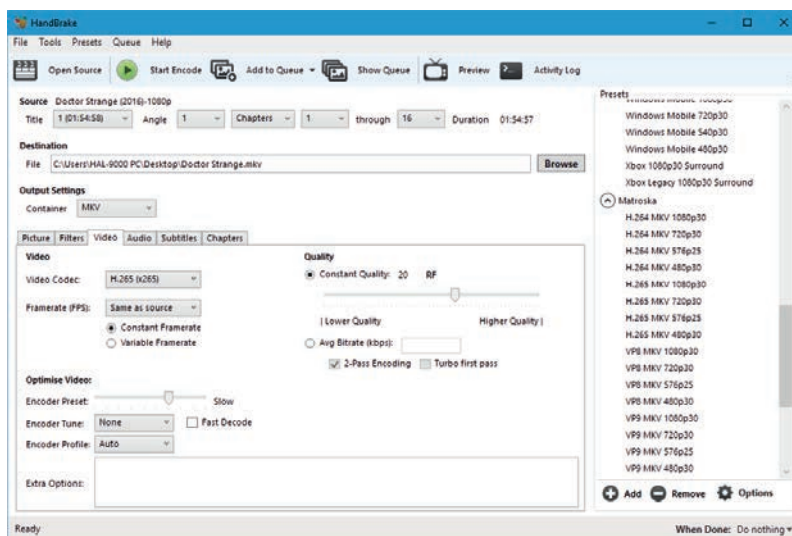 HandBrake
File Tools Presets Queue Help
Open Source Start Encode Add to Queue Show Queue Preview Activity Log
Source Doctor Strange (2016)-1080p
Title 1 (01:54:58) Angle 1 Chapters 1 through 16 Duration 01:54:57
Destination
File C:\Users\HAL-9000 PC\Desktop\Doctor Strange.mkv Browse
Output Settings
Container MKV
Picture Filters Video Audio Subtitles Chapters
Video
Video Codec: H.265 (x265)
Framerate (FPS): Same as source
Constant Framerate
Variable Framerate
Quality
Constant Quality: 20 RF
| Lower Quality Higher Quality |
Avg Bitrate (kbps):
2-Pass Encoding Turbo first pass
Optimise Video:
Encoder Preset: Slow
Encoder Tune: None Fast Decode
Encoder Profile: Auto
Extra Options:
Presets
Windows Mobile 1080p30
Windows Mobile 720p30
Windows Mobile 540p30
Windows Mobile 480p30
Xbox 1080p30 Surround
Xbox Legacy 1080p30 Surround
Matroska
H.264 MKV 1080p30
H.264 MKV 720p30
H.264 MKV 576p25
H.264 MKV 480p30
H.265 MKV 1080p30
H.265 MKV 720p30
H.265 MKV 576p25
H.265 MKV 480p30
VP8 MKV 1080p30
VP8 MKV 720p30
VP8 MKV 576p25
VP8 MKV 480p30
VP9 MKV 1080p30
VP9 MKV 720p30
VP9 MKV 576p25
VP9 MKV 480p30
Add Remove Options
Ready When Done: Do nothing